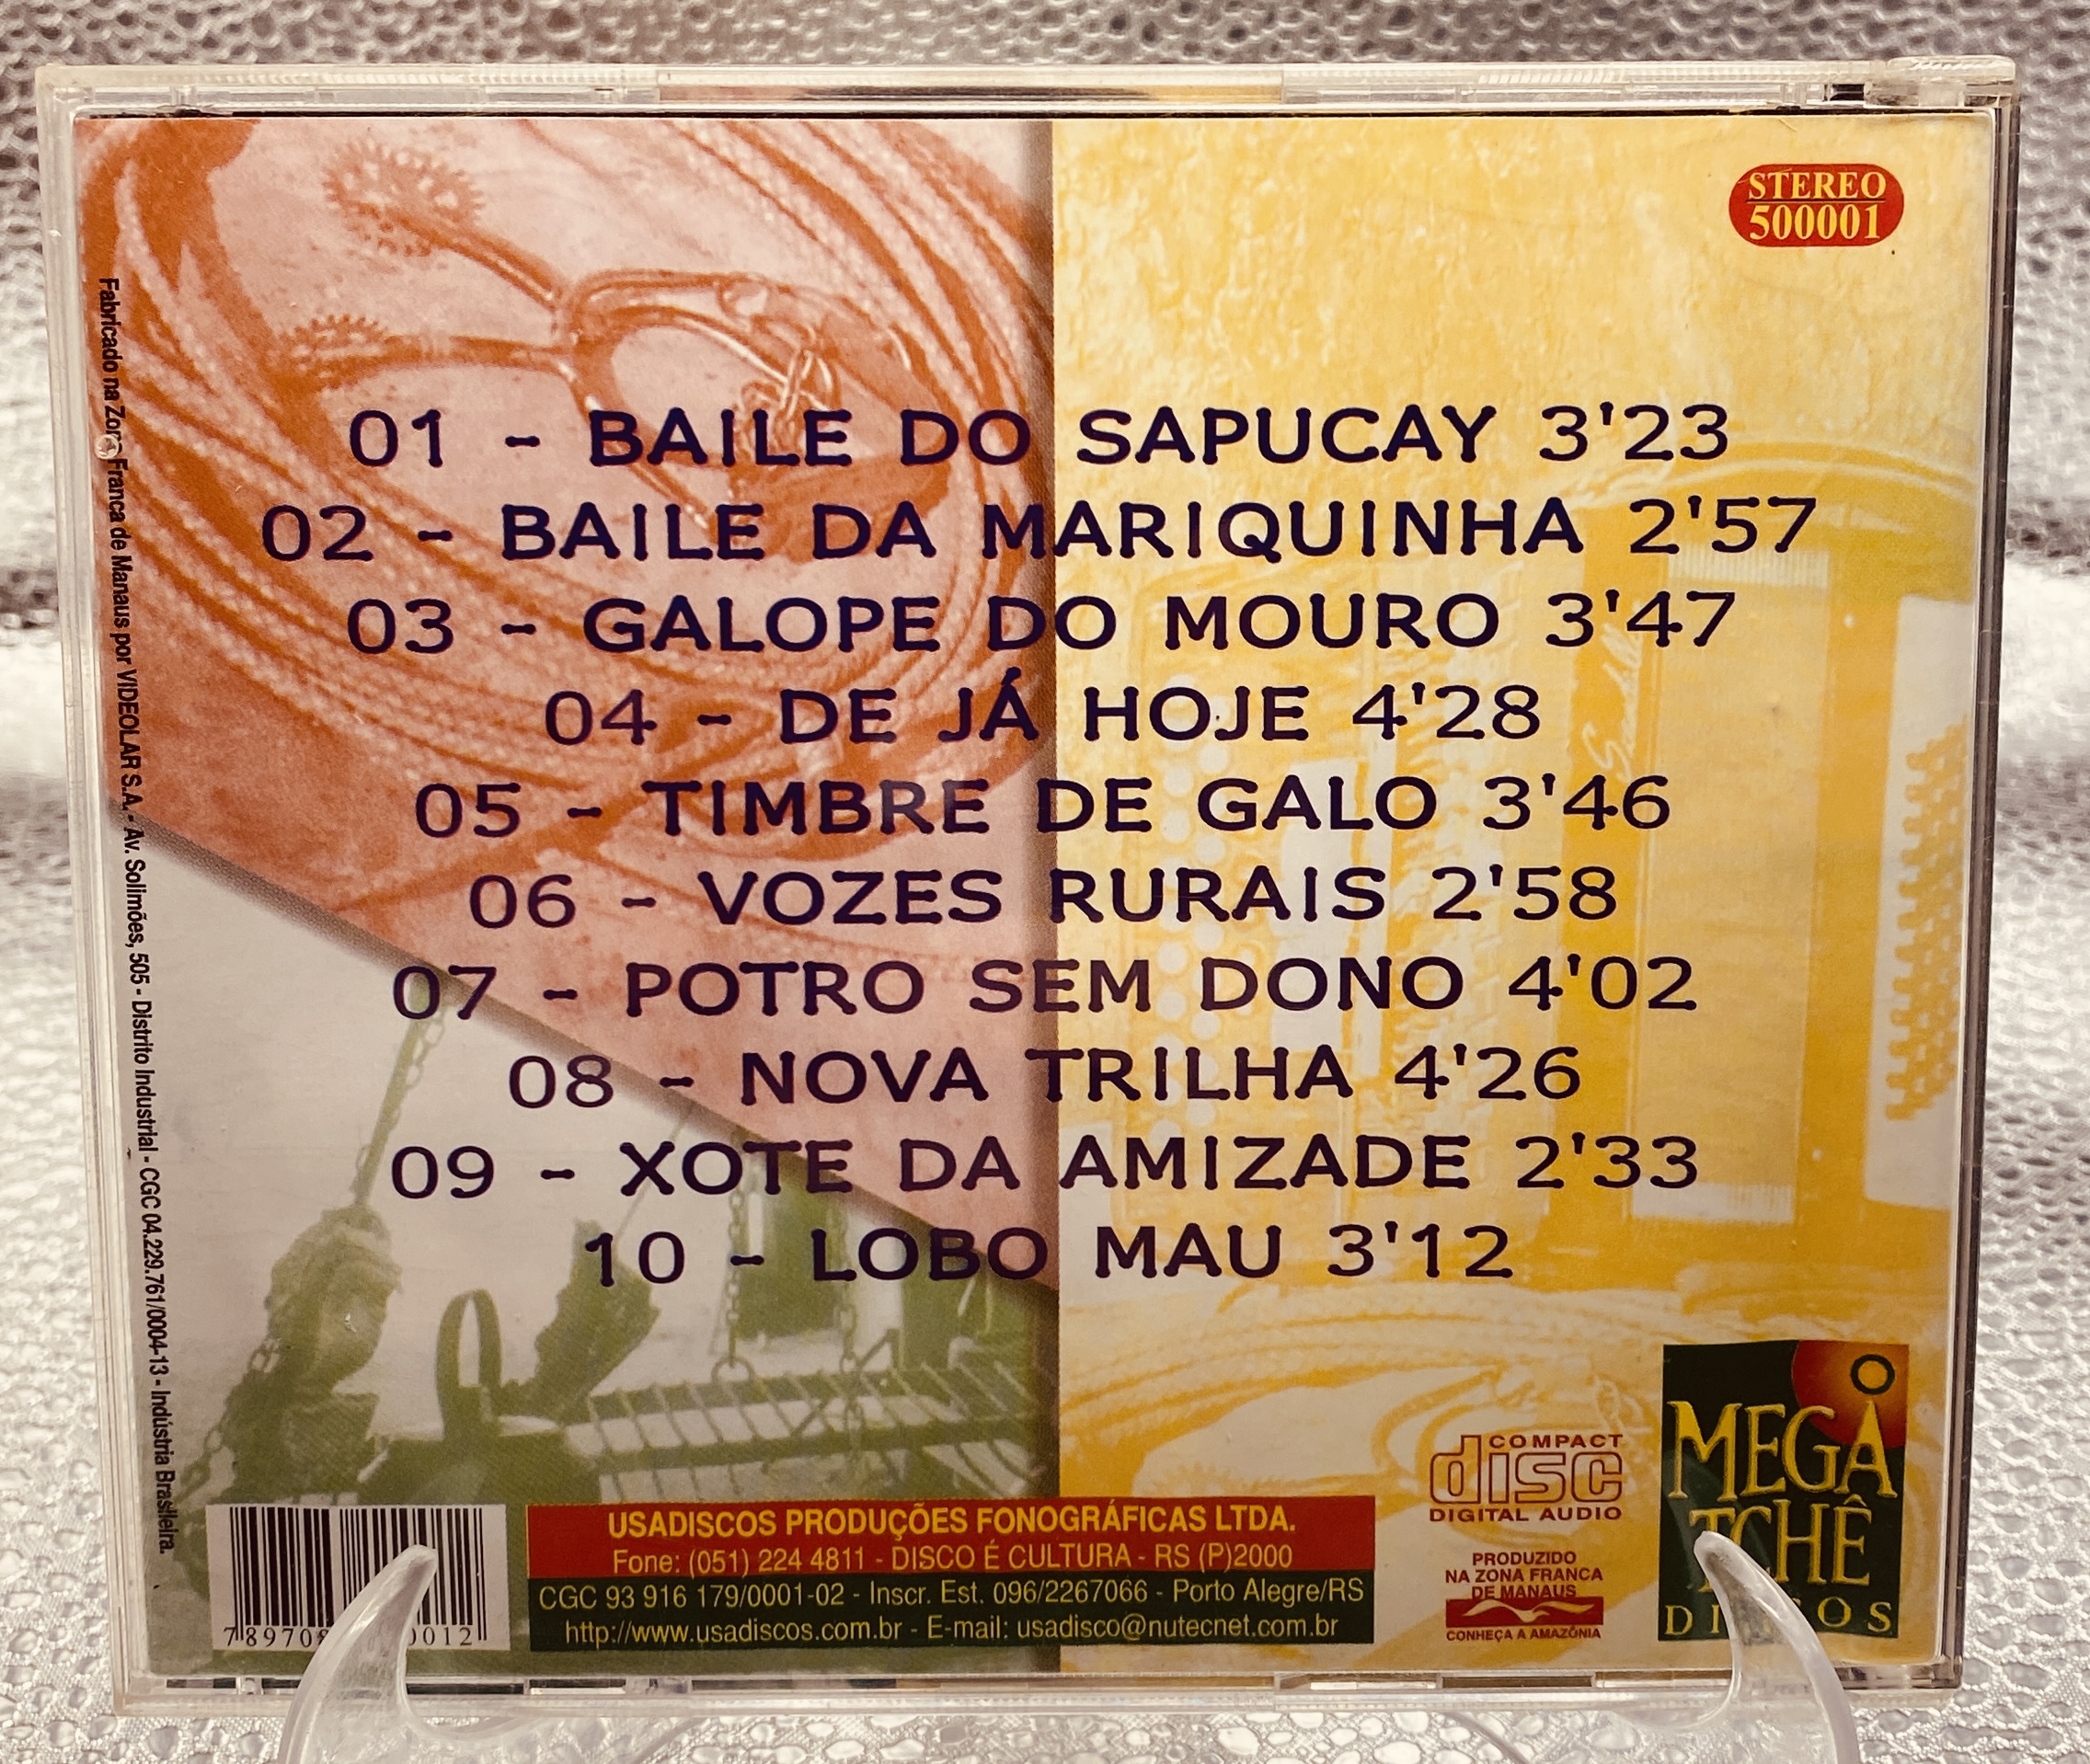 STEREO
500001
01 - BAILE DO SAPUCAY 3'23
02 - BAILE DA MARIQUINHA 2'57
03 - GALOPE DO MOURO 3'47
04 - DE JÁ HOJE 4'28
05 - TIMBRE DE GALO 3'46
06 - VOZES RURAIS 2'58
07 - POTRO SEM DONO 4'02
08 - NOVA TRILHA 4'26
09 - XOTE DA AMIZADE 2'33
10 - LOBO MAU 3'12
Fabricado na Zona Franca de Manaus por VIDEOLAR S.A. - Av. Solimões, 505 - Distrito Industrial - CGC 04.229.761/0004-13 - Indústria Brasileira.
USADISCOS PRODUÇÕES FONOGRÁFICAS LTDA.
Fone: (051) 224 4811 - DISCO É CULTURA - RS (P)2000
CGC 93 916 179/0001-02 - Inscr. Est. 096/2267066 - Porto Alegre/RS
http://www.usadiscos.com.br - E-mail: usadisco@nutecnet.com.br
COMPACT
disc
DIGITAL AUDIO
PRODUZIDO
NA ZONA FRANCA
DE MANAUS
CONHEÇA A AMAZÔNIA
MEGA
TCHÊ
DISCOS